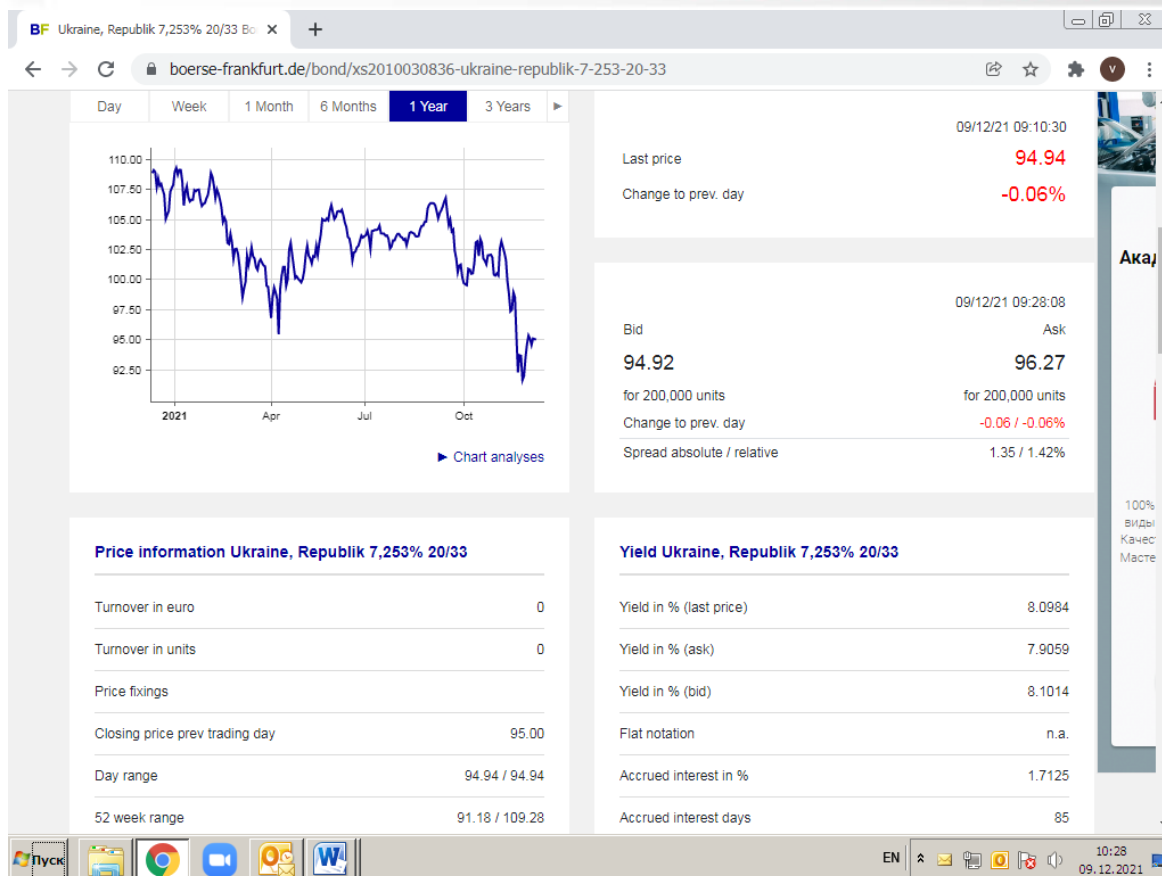 BF Ukraine, Republik 7,253% 20/33 Bo
boerse-frankfurt.de/bond/xs2010030836-ukraine-republik-7-253-20-33
V
Day Week 1 Month 6 Months 1 Year 3 Years
110.00
107.50
105.00
102.50
100.00
97.50
95.00
92.50
2021 Apr Jul Oct
► Chart analyses
09/12/21 09:10:30
Last price 94.94
Change to prev. day -0.06%
09/12/21 09:28:08
Bid Ask
94.92 96.27
for 200,000 units for 200,000 units
Change to prev. day -0.06 / -0.06%
Spread absolute / relative 1.35 / 1.42%
Price information Ukraine, Republik 7,253% 20/33
Turnover in euro 0
Turnover in units 0
Price fixings
Closing price prev trading day 95.00
Day range 94.94 / 94.94
52 week range 91.18 / 109.28
Yield Ukraine, Republik 7,253% 20/33
Yield in % (last price) 8.0984
Yield in % (ask) 7.9059
Yield in % (bid) 8.1014
Flat notation n.a.
Accrued interest in % 1.7125
Accrued interest days 85
Ака
100%
виды
Качес
Масте
Пуск
EN
10:28
09.12.2021